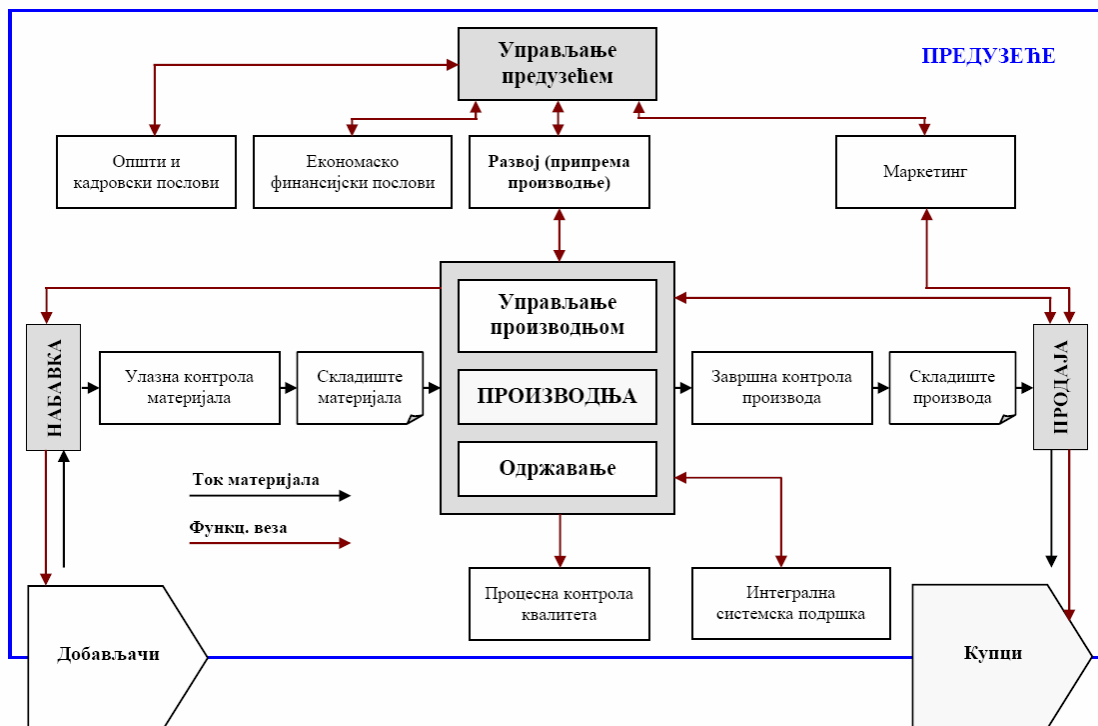 Управљање
предузећем
ПРЕДУЗЕЋЕ
Општи и
кадровски послови
Економаско
финансијски послови
Развој (припрема
производње)
Маркетинг
Управљање
производњом
НАБАВКА
Улазна контрола
материјала
Складиште
материјала
ПРОИЗВОДЊА
Завршна контрола
производа
Складиште
производа
ПРОДАЈА
Одржавање
Ток материјала
Функц. веза
Процесна контрола
квалитета
Интегрална
системска подршка
Добављачи
Купци